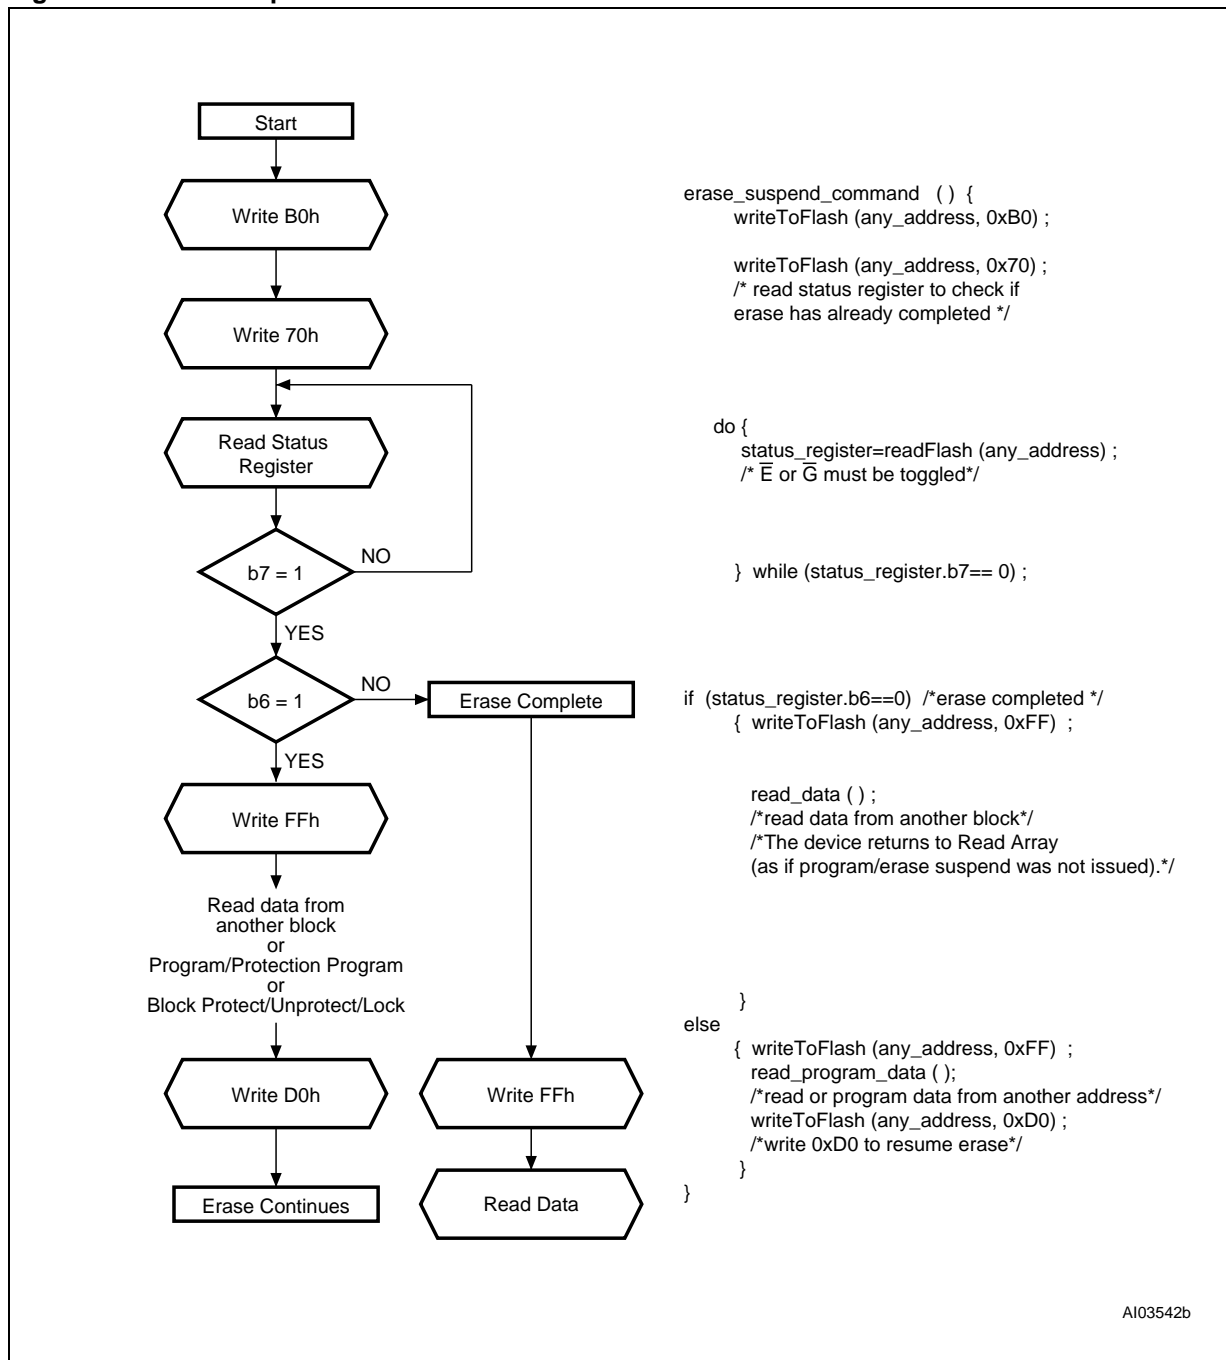 Start
Write B0h
Write 70h
Read Status
Register
b7 = 1
NO
YES
b6 = 1
NO
Erase Complete
YES
Write FFh
Read data from
another block
or
Program/Protection Program
or
Block Protect/Unprotect/Lock
Write D0h
Write FFh
Erase Continues
Read Data
erase_suspend_command ( ) {
writeToFlash (any_address, 0xB0) ;
writeToFlash (any_address, 0x70) ;
/* read status register to check if
erase has already completed */
do {
status_register=readFlash (any_address) ;
/* E̅ or G̅ must be toggled*/
} while (status_register.b7== 0) ;
if (status_register.b6==0) /*erase completed */
{ writeToFlash (any_address, 0xFF) ;
read_data ( ) ;
/*read data from another block*/
/*The device returns to Read Array
(as if program/erase suspend was not issued).*/
}
else
{ writeToFlash (any_address, 0xFF) ;
read_program_data ( );
/*read or program data from another address*/
writeToFlash (any_address, 0xD0) ;
/*write 0xD0 to resume erase*/
}
}
AI03542b